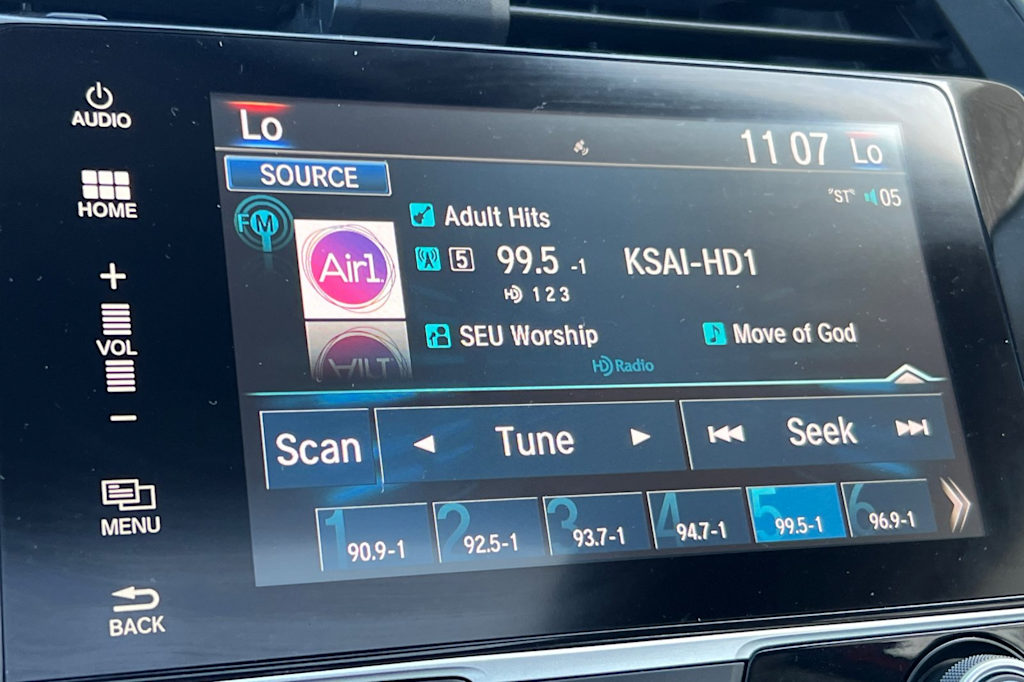 AUDIO
HOME
+
VOL
−
MENU
BACK
Lo
11 07
Lo
SOURCE
"ST" 05
FM
Air1
Adult Hits
5 99.5 -1 KSAI-HD1
HD 1 2 3
SEU Worship
Move of God
HD Radio
Scan
Tune
Seek
1 90.9-1
2 92.5-1
3 93.7-1
4 94.7-1
5 99.5-1
6 96.9-1